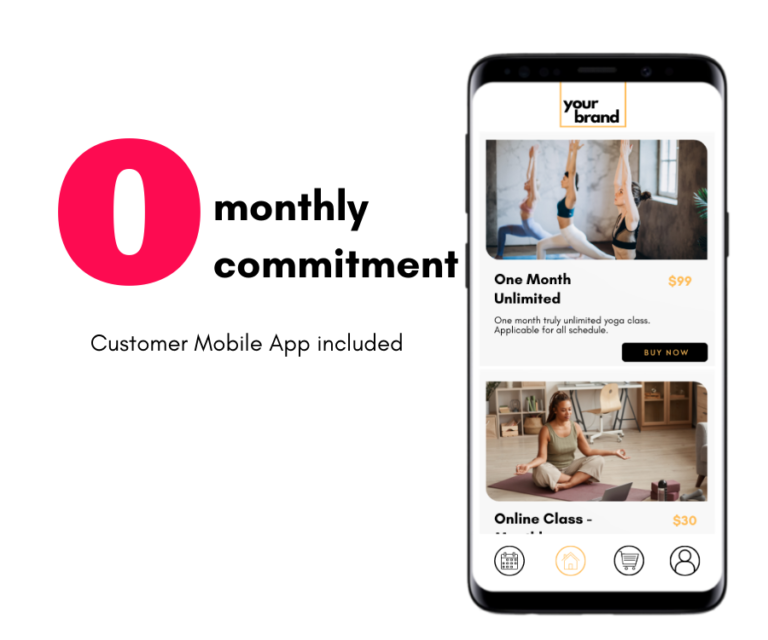 0 monthly
commitment
Customer Mobile App included
your
brand
One Month
Unlimited
$99
One month truly unlimited yoga class.
Applicable for all schedule.
BUY NOW
Online Class -
$30